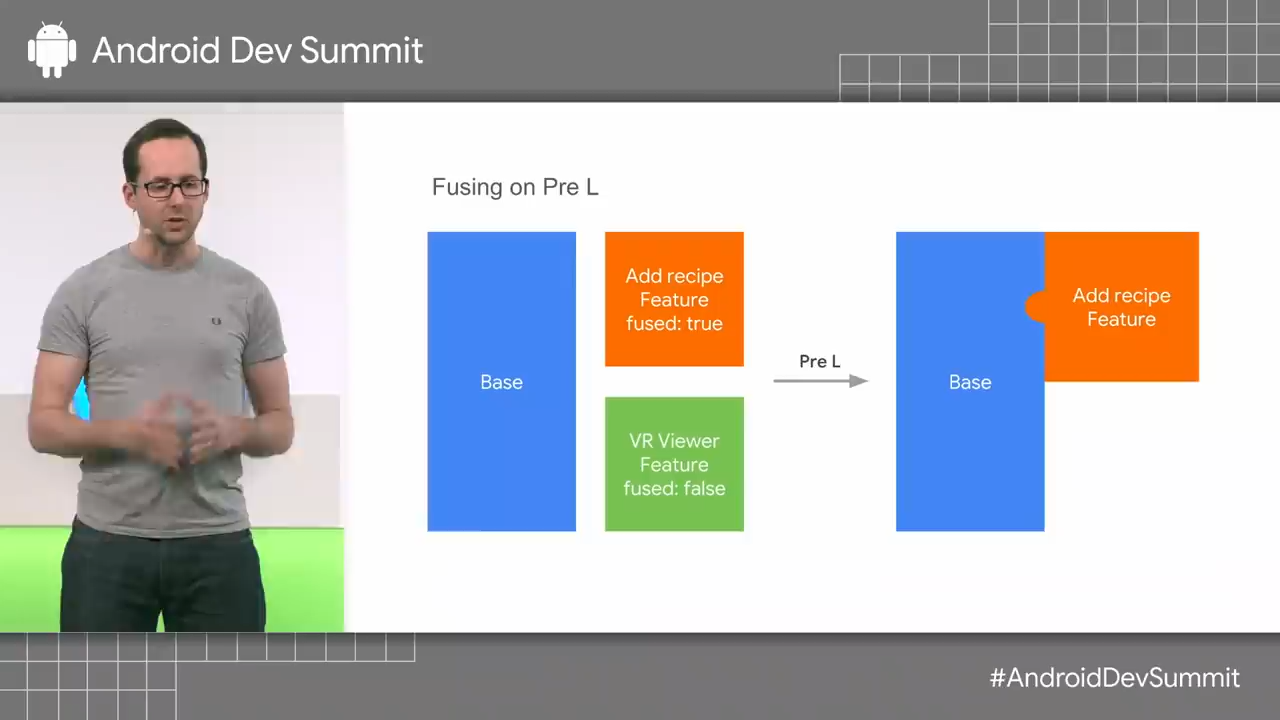 Android Dev Summit
Fusing on Pre L
Base
Add recipe
Feature
fused: true
VR Viewer
Feature
fused: false
Pre L
Base
Add recipe
Feature
#AndroidDevSummit